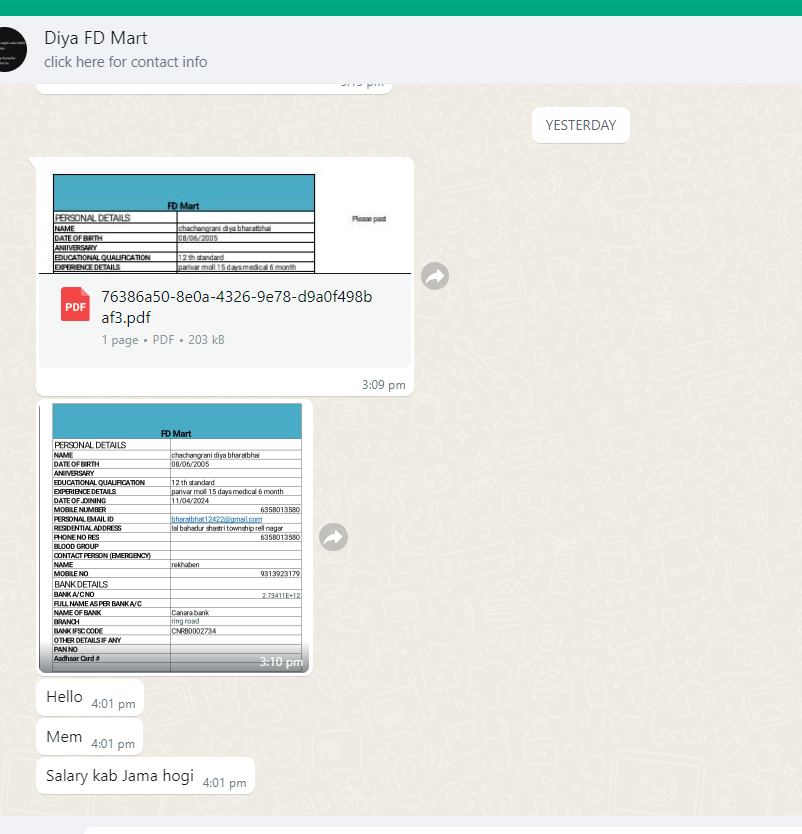 Diya FD Mart
click here for contact info
YESTERDAY
FD Mart
PERSONAL DETAILS
Please past
NAME chachangrani diya bharatbhai
DATE OF BIRTH 08/06/2005
ANIIVERSARY
EDUCATIONAL QUALIFICATION 12 th standard
EXPERIENCE DETAILS parivar moll 15 days medical 6 month
PDF
76386a50-8e0a-4326-9e78-d9a0f498b
af3.pdf
1 page • PDF • 203 kB
3:09 pm
FD Mart
PERSONAL DETAILS
NAME chachangrani diya bharatbhai
DATE OF BIRTH 08/06/2005
ANIIVERSARY
EDUCATIONAL QUALIFICATION 12 th standard
EXPERIENCE DETAILS parivar moll 15 days medical 6 month
DATE OF JOINING 11/04/2024
MOBILE NUMBER 6358013580
PERSONAL EMAIL ID bharatbhat12422@gmail.com
RESIDENTIAL ADDRESS lal bahadur shastri township rell nagar
PHONE NO RES 6358013580
BLOOD GROUP
CONTACT PERSON (EMERGENCY)
NAME rekhaben
MOBILE NO 9313923179
BANK DETAILS
BANK A/C NO 2.73411E+12
FULL NAME AS PER BANK A/C
NAME OF BANK Canara bank
BRANCH ring road
BANK IFSC CODE CNRB0002734
OTHER DETAILS IF ANY
PAN NO
Aadhaar Card #
3:10 pm
Hello 4:01 pm
Mem 4:01 pm
Salary kab Jama hogi 4:01 pm